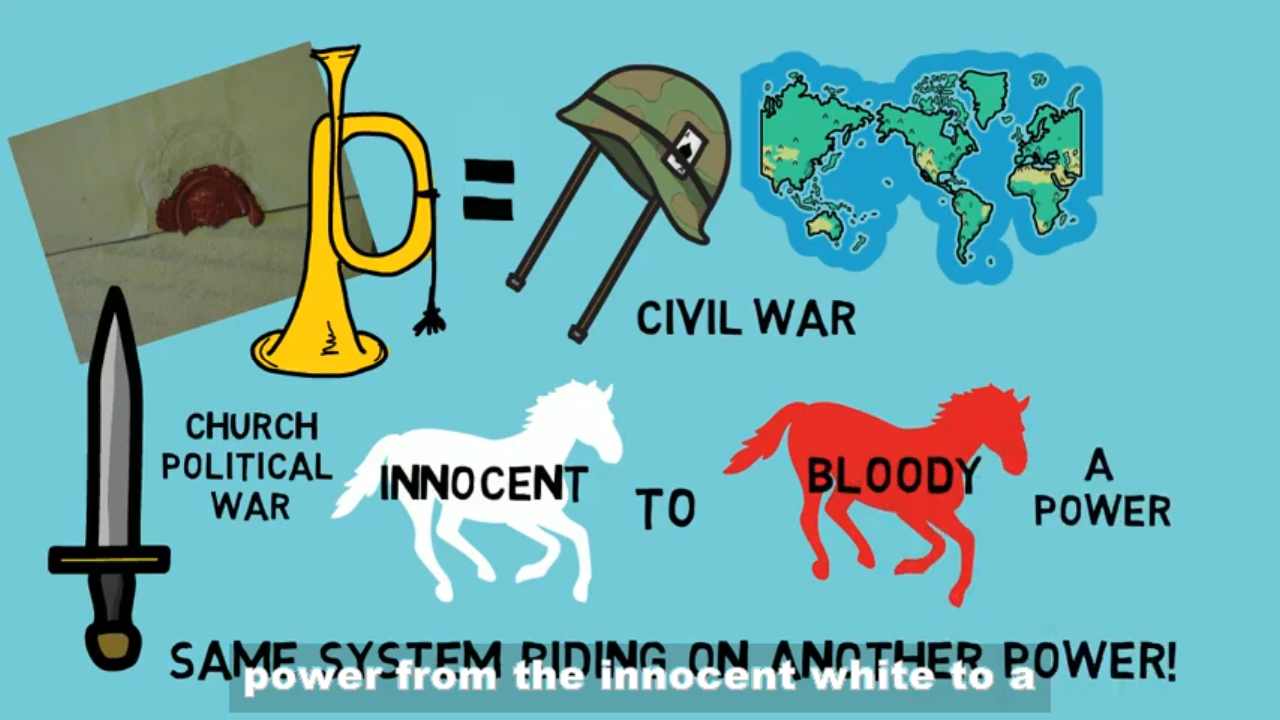 CIVIL WAR
CHURCH
POLITICAL
WAR
INNOCENT
TO
BLOODY
A
POWER
SAME SYSTEM RIDING ON ANOTHER POWER!
power from the innocent white to a